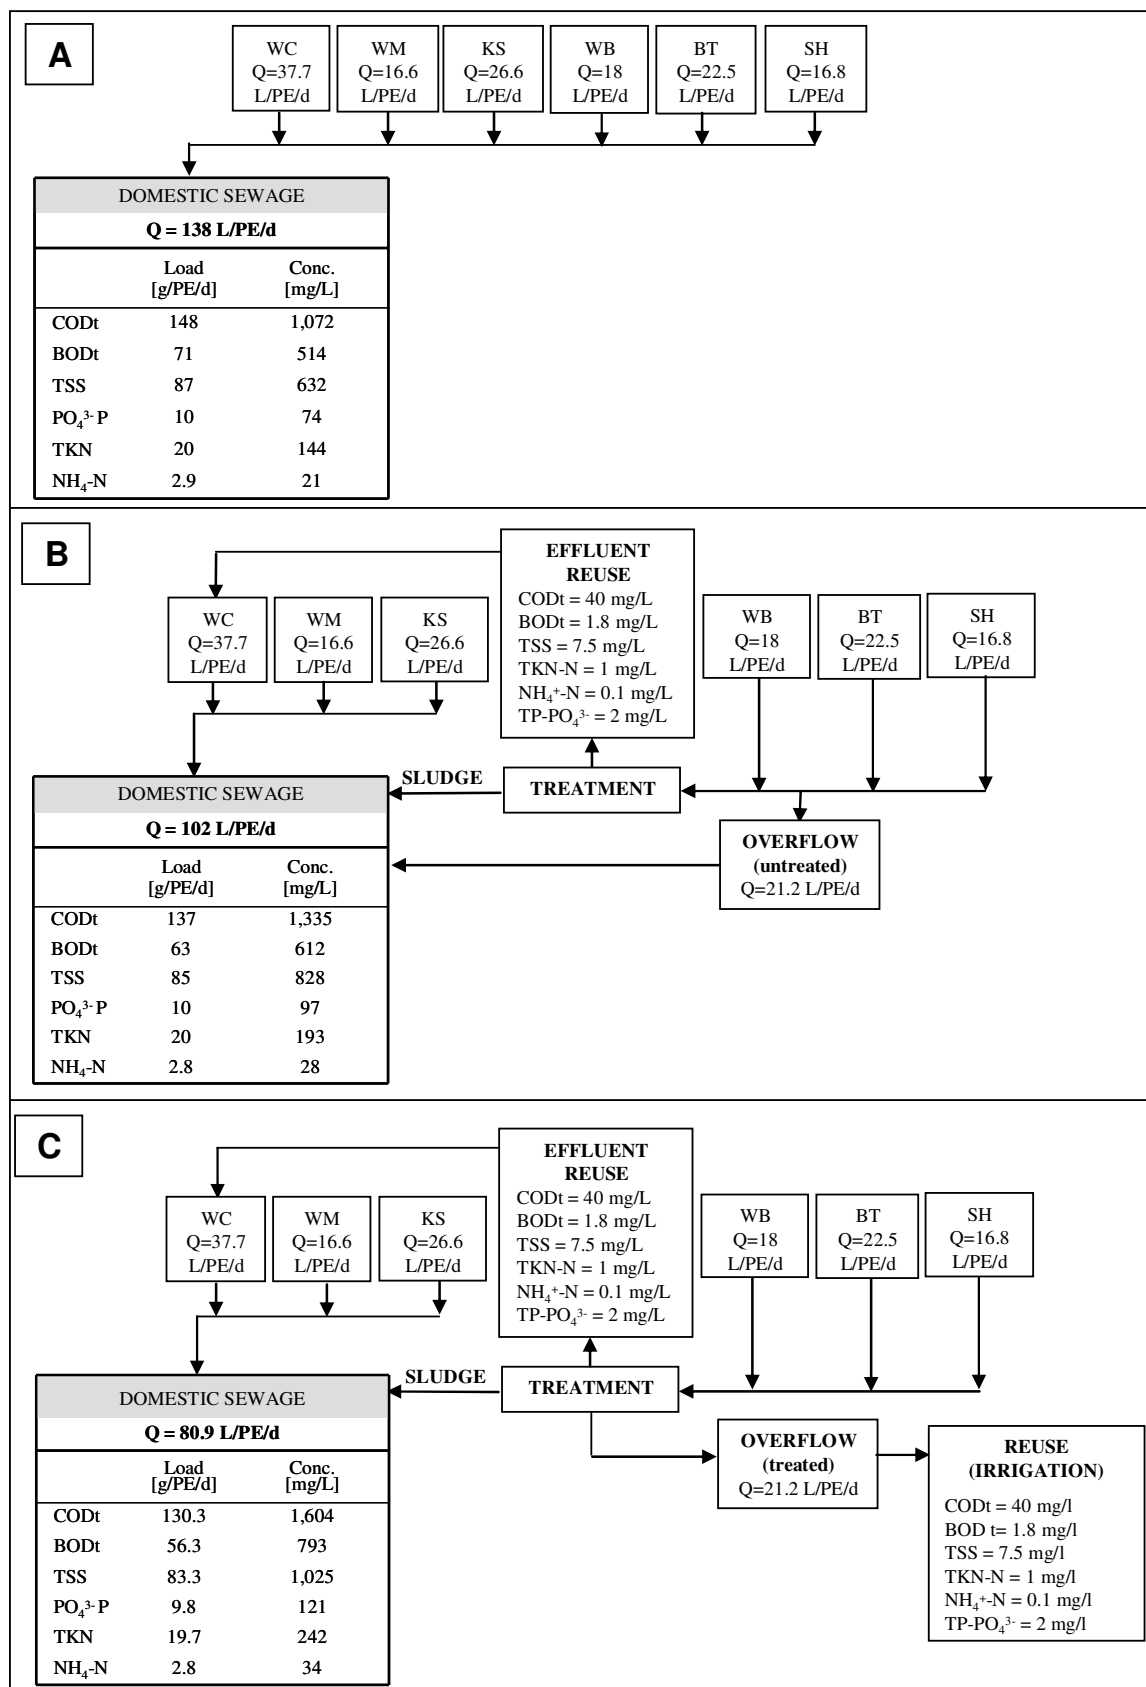 A
WC
Q=37.7
L/PE/d
WM
Q=16.6
L/PE/d
KS
Q=26.6
L/PE/d
WB
Q=18
L/PE/d
BT
Q=22.5
L/PE/d
SH
Q=16.8
L/PE/d
DOMESTIC SEWAGE
Q = 138 L/PE/d
Load Conc.
[g/PE/d] [mg/L]
CODt 148 1,072
BODt 71 514
TSS 87 632
PO₄³⁻ P 10 74
TKN 20 144
NH₄-N 2.9 21
B
EFFLUENT
REUSE
CODt = 40 mg/L
BODt = 1.8 mg/L
TSS = 7.5 mg/L
TKN-N = 1 mg/L
NH₄⁺-N = 0.1 mg/L
TP-PO₄³⁻ = 2 mg/L
WC
Q=37.7
L/PE/d
WM
Q=16.6
L/PE/d
KS
Q=26.6
L/PE/d
WB
Q=18
L/PE/d
BT
Q=22.5
L/PE/d
SH
Q=16.8
L/PE/d
SLUDGE
TREATMENT
OVERFLOW
(untreated)
Q=21.2 L/PE/d
DOMESTIC SEWAGE
Q = 102 L/PE/d
Load Conc.
[g/PE/d] [mg/L]
CODt 137 1,335
BODt 63 612
TSS 85 828
PO₄³⁻ P 10 97
TKN 20 193
NH₄-N 2.8 28
C
EFFLUENT
REUSE
CODt = 40 mg/L
BODt = 1.8 mg/L
TSS = 7.5 mg/L
TKN-N = 1 mg/L
NH₄⁺-N = 0.1 mg/L
TP-PO₄³⁻ = 2 mg/L
WC
Q=37.7
L/PE/d
WM
Q=16.6
L/PE/d
KS
Q=26.6
L/PE/d
WB
Q=18
L/PE/d
BT
Q=22.5
L/PE/d
SH
Q=16.8
L/PE/d
SLUDGE
TREATMENT
OVERFLOW
(treated)
Q=21.2 L/PE/d
REUSE
(IRRIGATION)
CODt = 40 mg/l
BOD t= 1.8 mg/l
TSS = 7.5 mg/l
TKN-N = 1 mg/l
NH₄⁺-N = 0.1 mg/l
TP-PO₄³⁻ = 2 mg/l
DOMESTIC SEWAGE
Q = 80.9 L/PE/d
Load Conc.
[g/PE/d] [mg/L]
CODt 130.3 1,604
BODt 56.3 793
TSS 83.3 1,025
PO₄³⁻ P 9.8 121
TKN 19.7 242
NH₄-N 2.8 34